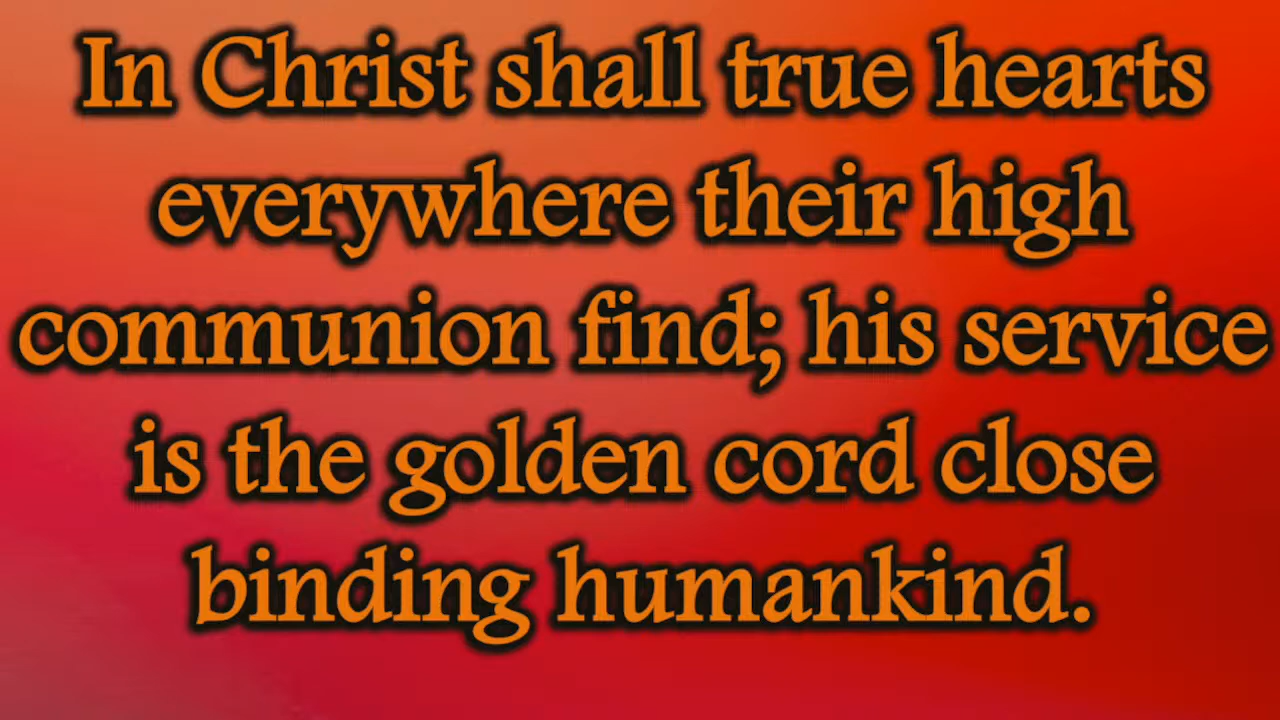 In Christ shall true hearts
everywhere their high
communion find; his service
is the golden cord close
binding humankind.